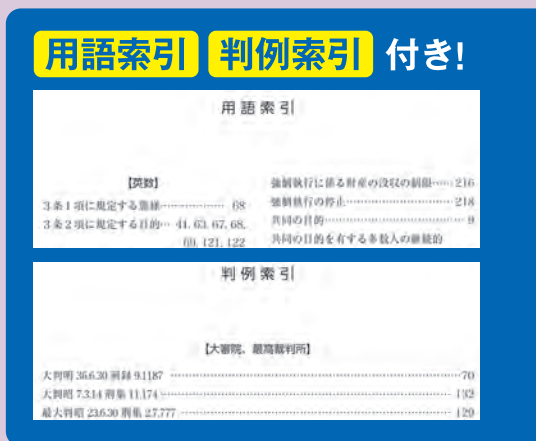 用語索引 判例索引 付き!
用語索引
【英数】
3条1項に規定する団体……………… 68
3条2項に規定する目的… 41, 63, 67, 68,
69, 121, 122
強制執行に係る財産の没収の制限…… 216
強制執行の停止………………………… 218
共同の目的……………………………… 9
共同の目的を有する多数人の継続的
判例索引
【大審院、最高裁判所】
大判明 36.6.30 刑録 9.1187 ……………………………………………70
大判昭 7.3.14 刑集 11.174 …………………………………………… 132
最大判昭 23.6.30 刑集 2.7.777 ……………………………………… 129